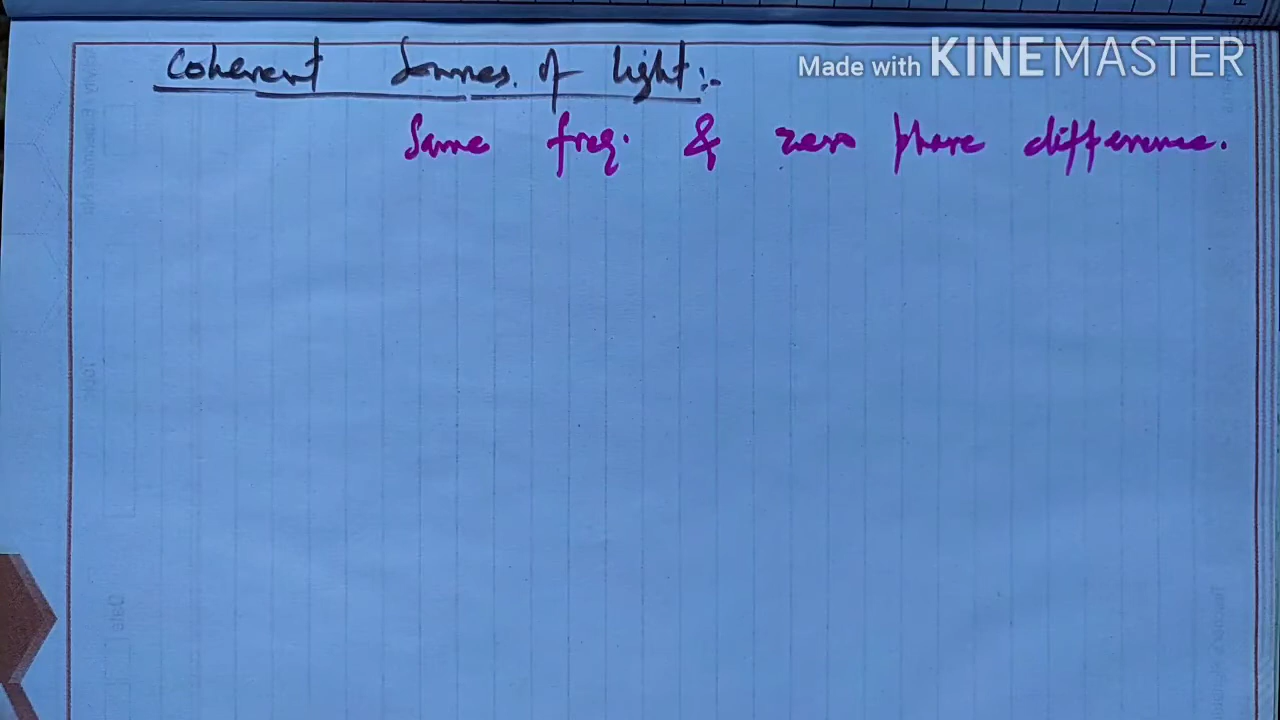 Coherent Sources of light:-
Made with KINEMASTER
Same freq. & zero phase difference.